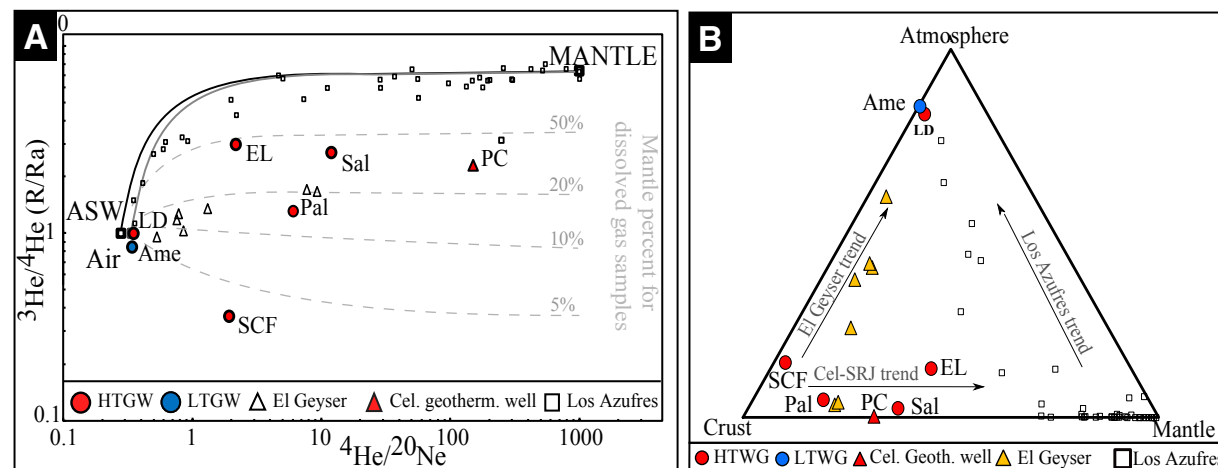 A
0
MANTLE
50%
EL
Sal
PC
20%
Pal
ASW
LD
1
Air
Ame
10%
5%
SCF
Mantle percent for
dissolved gas samples
³He/⁴He (R/Ra)
HTGW LTGW El Geyser Cel. geotherm. well Los Azufres
0.1
0.1 1 10 100 1000
⁴He/²⁰Ne
B
Atmosphere
Ame
LD
El Geyser trend
Los Azufres trend
SCF
Cel-SRJ trend
EL
Pal
PC
Sal
Crust
Mantle
HTWG LTWG Cel. Geoth. well El Geyser Los Azufres